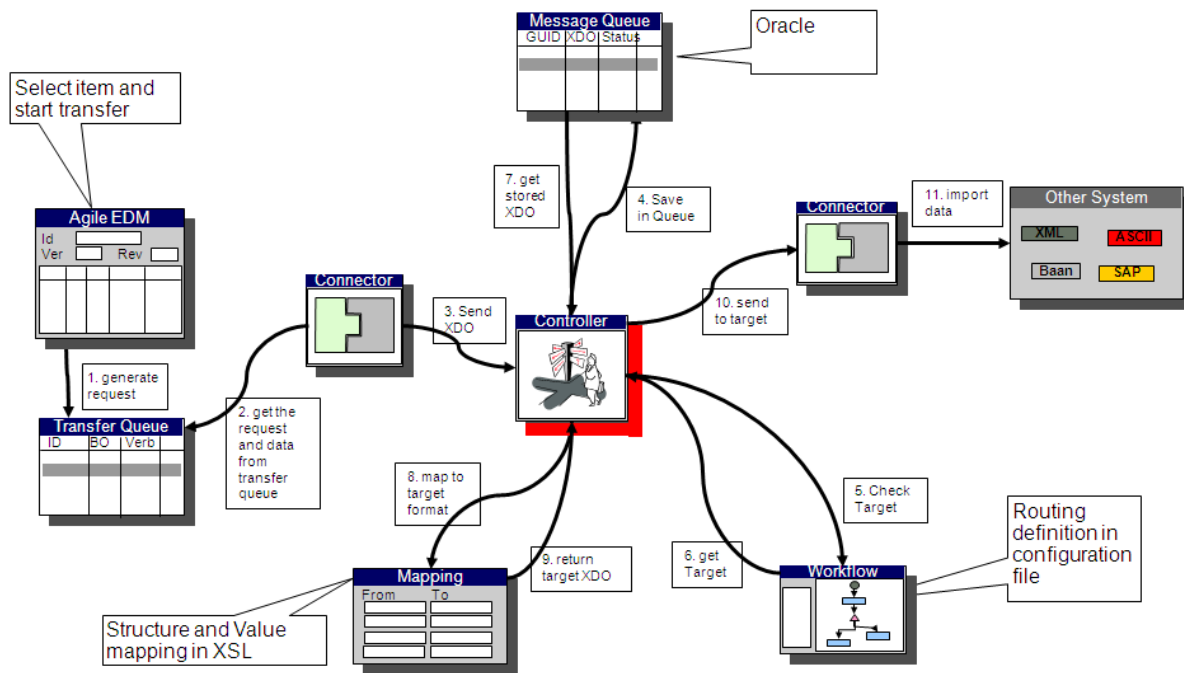 Message Queue
GUID XDO Status
Oracle
Select item and
start transfer
Agile EDM
Id
Ver Rev
7. get
stored
XDO
4. Save
in Queue
Connector
11. import
data
Other System
XML ASCII
Baan SAP
Connector
3. Send
XDO
Controller
10. send
to target
1. generate
request
Transfer Queue
ID BO Verb
2. get the
request
and data
from
transfer
queue
8. map to
target
format
9. return
target XDO
5. Check
Target
6. get
Target
Mapping
From To
Structure and Value
mapping in XSL
Workflow
Routing
definition in
configuration
file